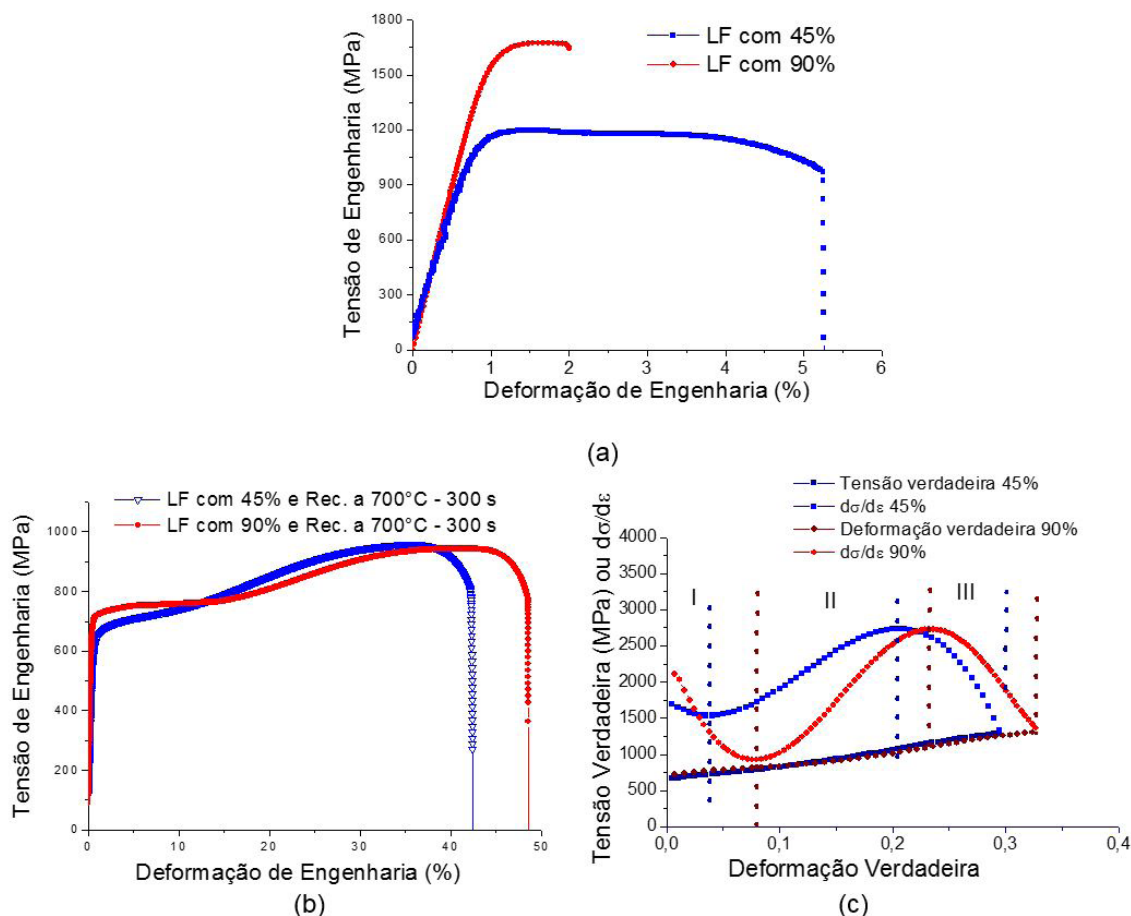 LF com 45%
LF com 90%
Tensão de Engenharia (MPa)
1800
1500
1200
900
600
300
0
0 1 2 3 4 5 6
Deformação de Engenharia (%)
(a)
LF com 45% e Rec. a 700°C - 300 s
LF com 90% e Rec. a 700°C - 300 s
Tensão de Engenharia (MPa)
1000
800
600
400
200
0
0 10 20 30 40 50
Deformação de Engenharia (%)
(b)
Tensão verdadeira 45%
dσ/dε 45%
Deformação verdadeira 90%
dσ/dε 90%
Tensão Verdadeira (MPa) ou dσ/dε
4000
3500
3000
2500
2000
1500
1000
500
0
I II III
0,0 0,1 0,2 0,3 0,4
Deformação Verdadeira
(c)